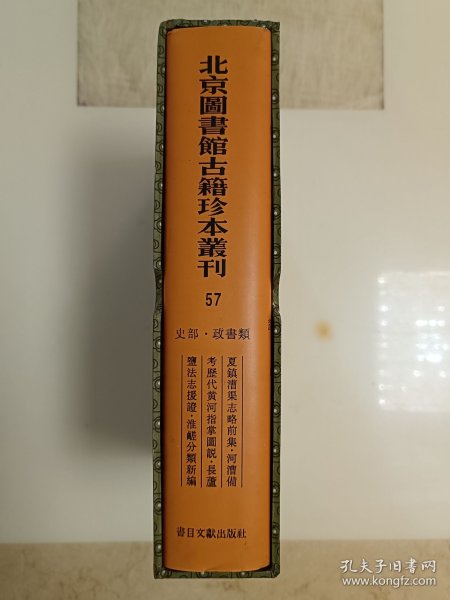 北京圖書館古籍珍本叢刊
57
史部·政書類
夏鎮漕渠志略前集·河漕備
考歷代黄河指掌圖説·長蘆
鹽法志援證·淮鹺分類新編
書目文獻出版社
孔夫子旧书网
www.kongfz.com